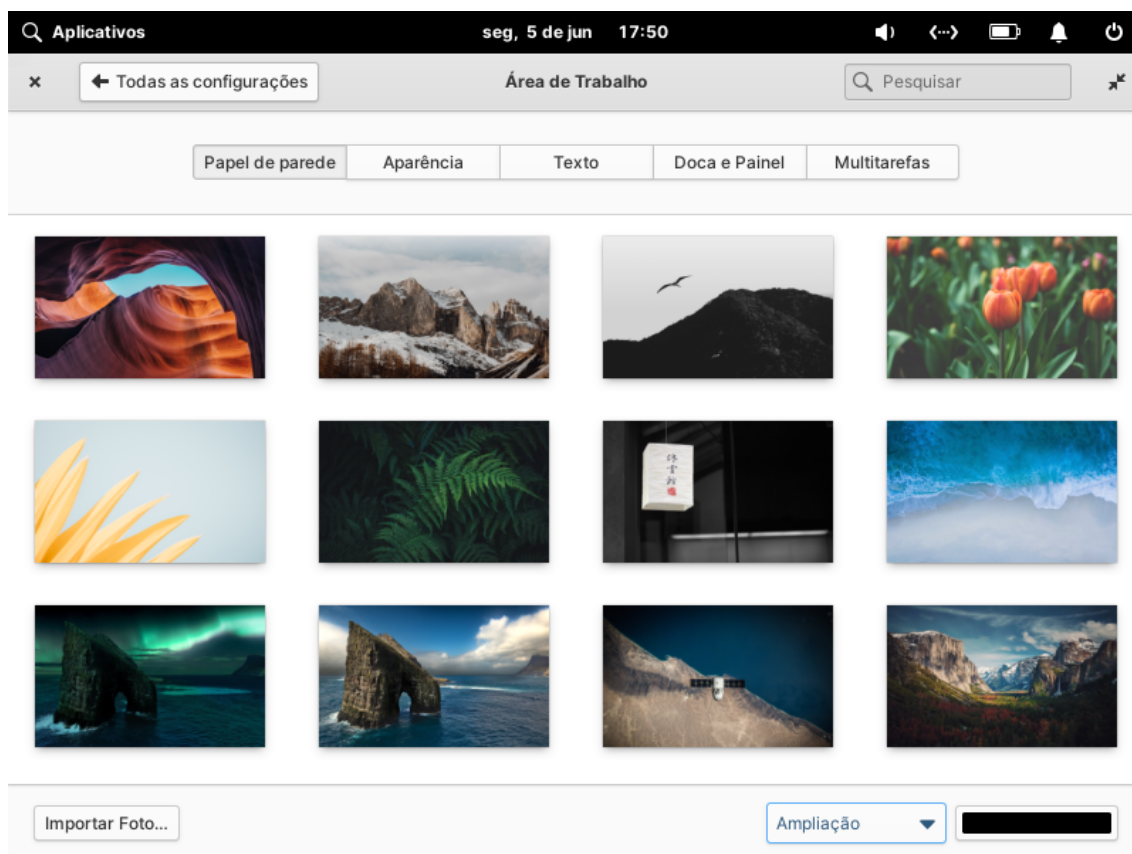 Aplicativos
seg, 5 de jun 17:50
Todas as configurações
Área de Trabalho
Pesquisar
Papel de parede
Aparência
Texto
Doca e Painel
Multitarefas
Importar Foto...
Ampliação